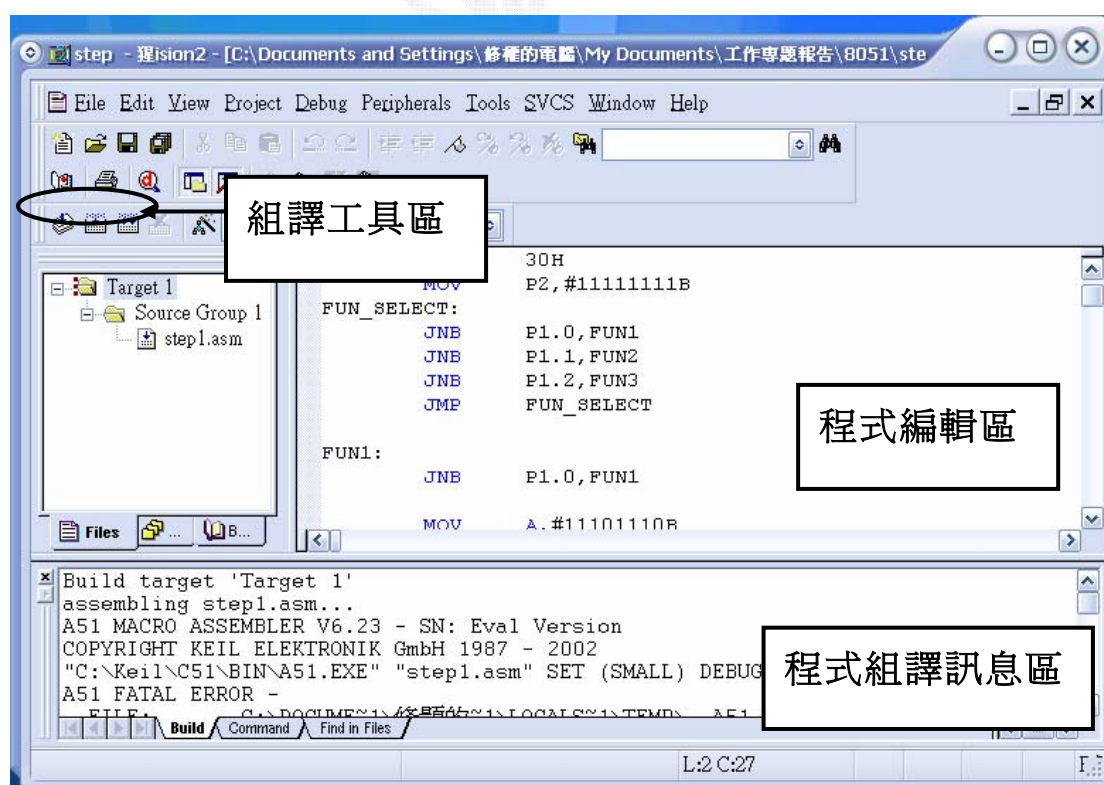 step - 猩ision2 - [C:\Documents and Settings\修權的電腦\My Documents\工作專題報告\8051\ste
File Edit View Project Debug Peripherals Tools SVCS Window Help
組譯工具區
Target 1
Source Group 1
step1.asm
Files ... B...
30H
MOV P2,#11111111B
FUN_SELECT:
JNB P1.0,FUN1
JNB P1.1,FUN2
JNB P1.2,FUN3
JMP FUN_SELECT
FUN1:
JNB P1.0,FUN1
MOV A,#11101110B
程式編輯區
Build target 'Target 1'
assembling step1.asm...
A51 MACRO ASSEMBLER V6.23 - SN: Eval Version
COPYRIGHT KEIL ELEKTRONIK GmbH 1987 - 2002
"C:\Keil\C51\BIN\A51.EXE" "step1.asm" SET (SMALL) DEBUG
A51 FATAL ERROR -
FILE: C:\DOCUME~1\
程式組譯訊息區
Build Command Find in Files
L:2 C:27